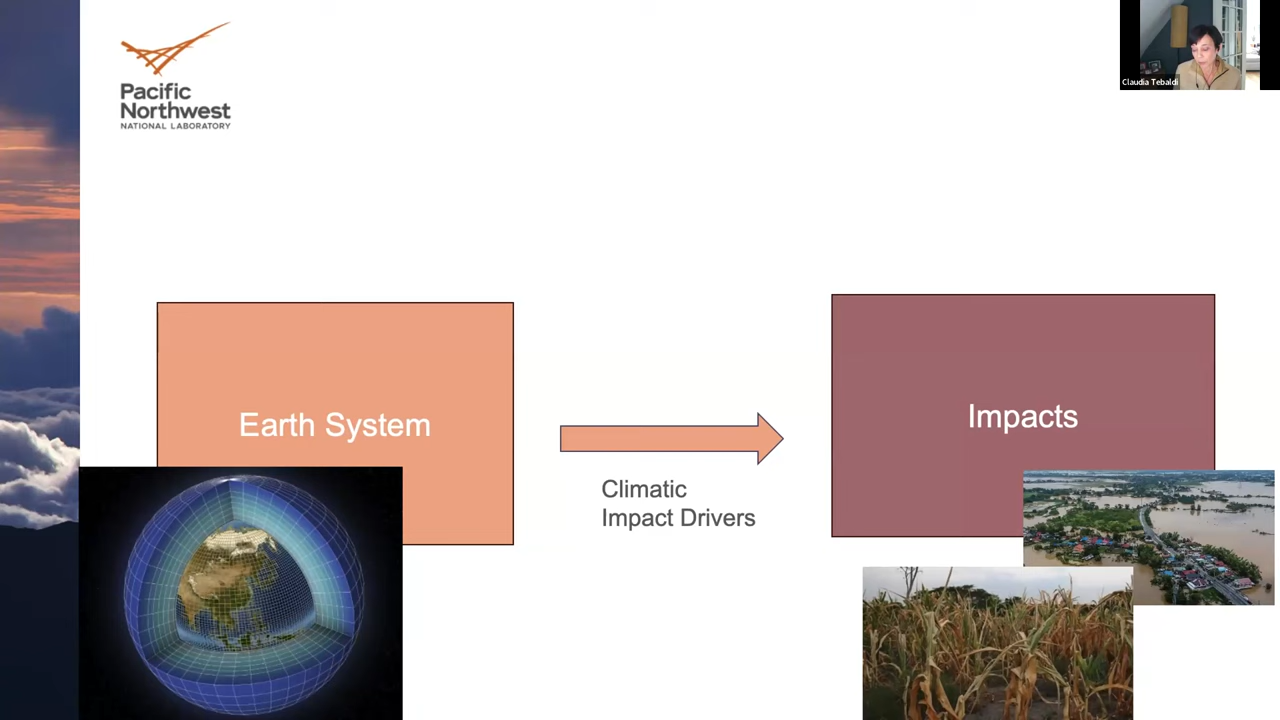 Pacific
Northwest
NATIONAL LABORATORY
Claudia Tebaldi
Earth System
Climatic
Impact Drivers
Impacts